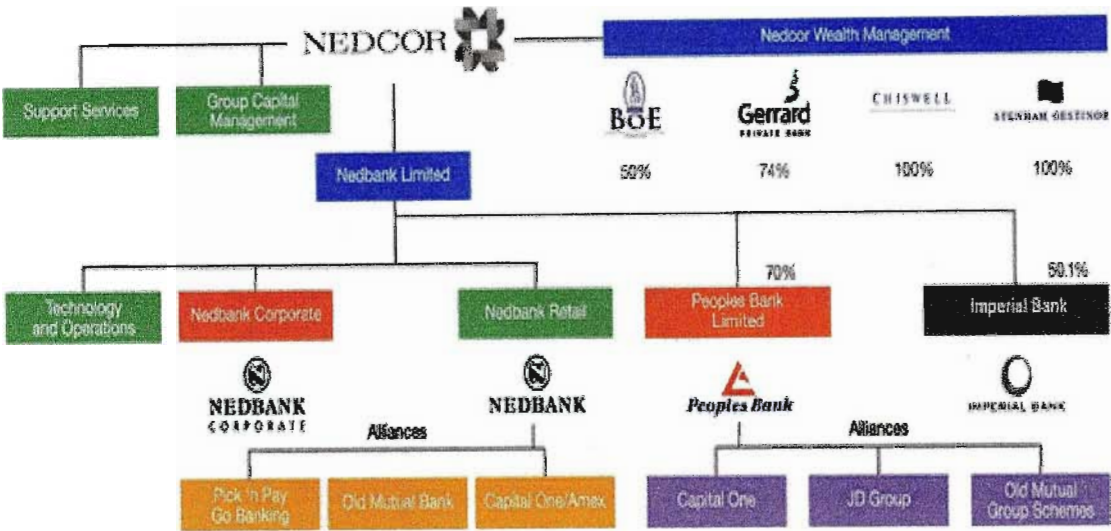 NEDCOR
Nedcor Wealth Management
Support Services
Group Capital
Management
BOE
Gerrard
PRIVATE BANK
CHISWELL
STENHAM GESTINOR
Nedbank Limited
50%
74%
100%
100%
70%
50.1%
Technology
and Operations
Nedbank Corporate
Nedbank Retail
Peoples Bank
Limited
Imperial Bank
NEDBANK
CORPORATE
NEDBANK
Peoples Bank
IMPERIAL BANK
Alliances
Alliances
Pick 'n Pay
Go Banking
Old Mutual Bank
Capital One/Amex
Capital One
JD Group
Old Mutual
Group Schemes